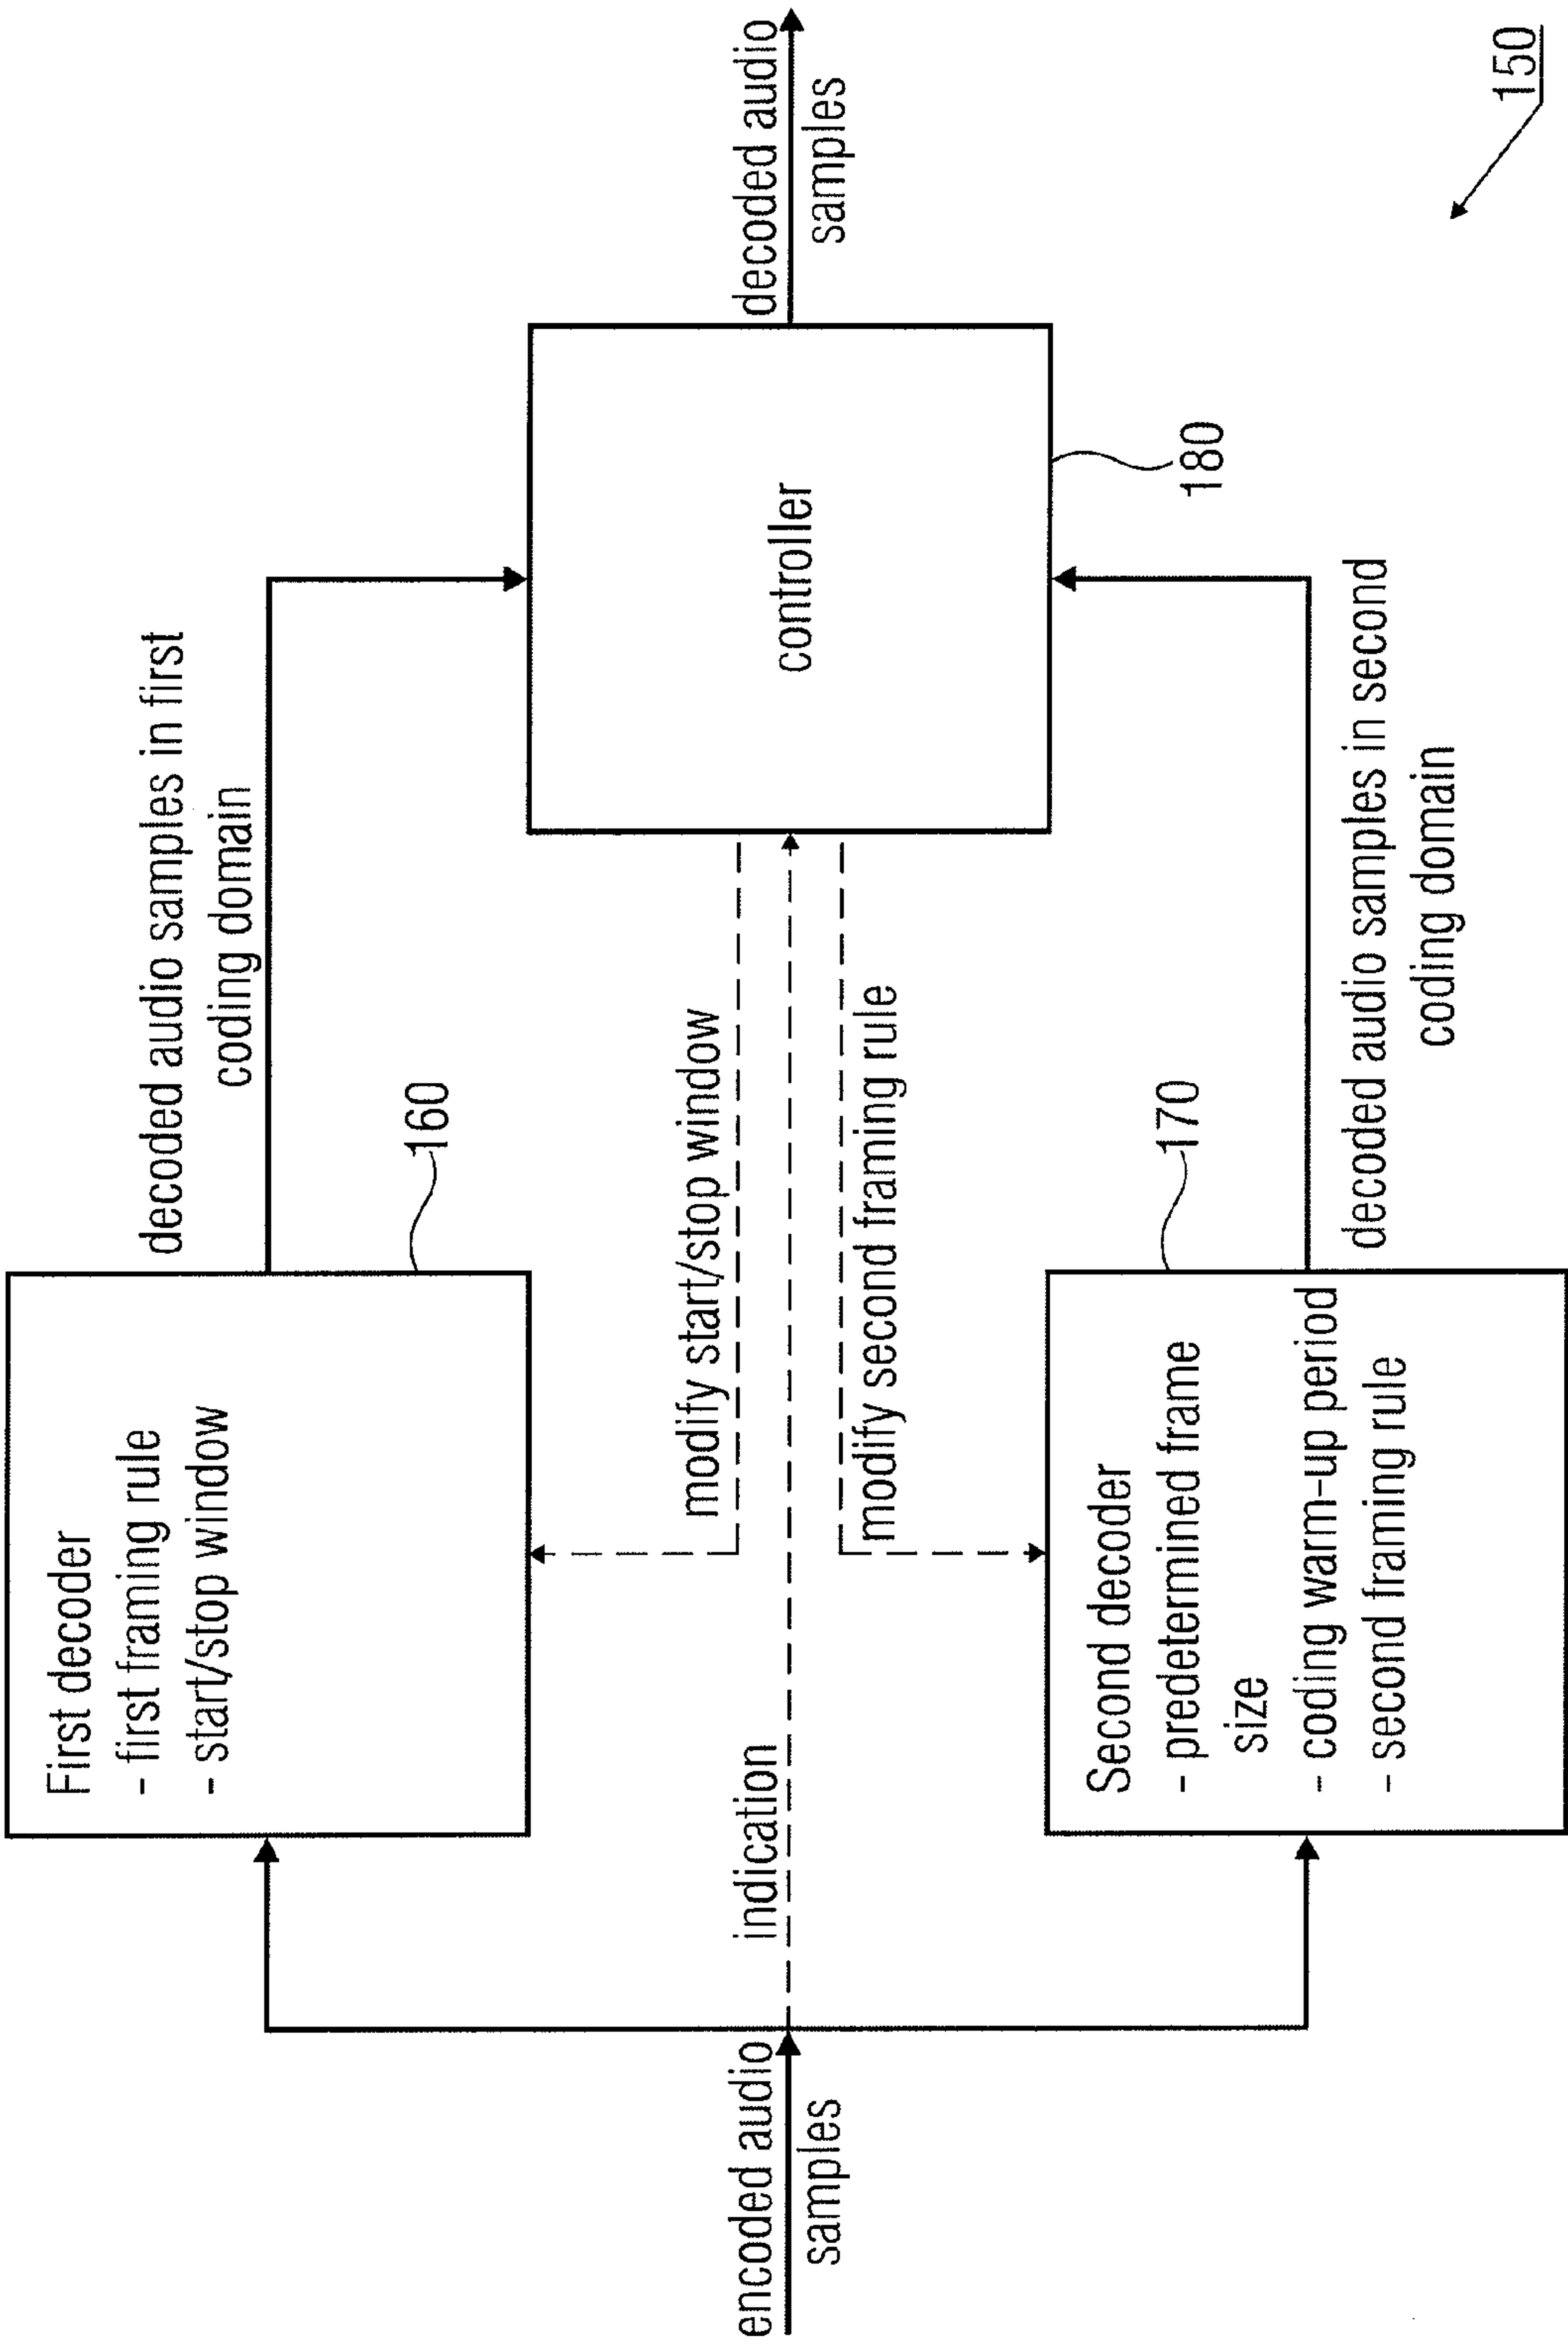 First decoder
- first framing rule
- start/stop window
160
decoded audio samples in first
coding domain
encoded audio
samples
indication
modify start/stop window
modify second framing rule
controller
180
decoded audio
samples
Second decoder
- predetermined frame
size
- coding warm-up period
- second framing rule
170
decoded audio samples in second
coding domain
150